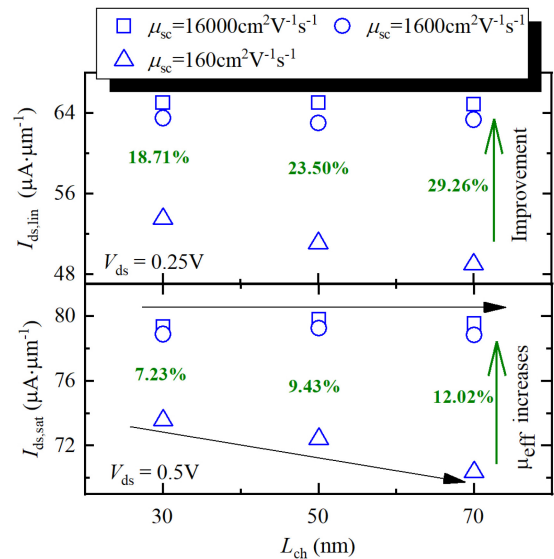 μsc=16000cm²V⁻¹s⁻¹ μsc=1600cm²V⁻¹s⁻¹
μsc=160cm²V⁻¹s⁻¹
Ids,lin (μA·μm⁻¹)
64
56
48
18.71%
23.50%
29.26%
Improvement
Vds = 0.25V
Ids,sat (μA·μm⁻¹)
80
76
72
7.23%
9.43%
12.02%
μeff increases
Vds = 0.5V
30 50 70
Lch (nm)